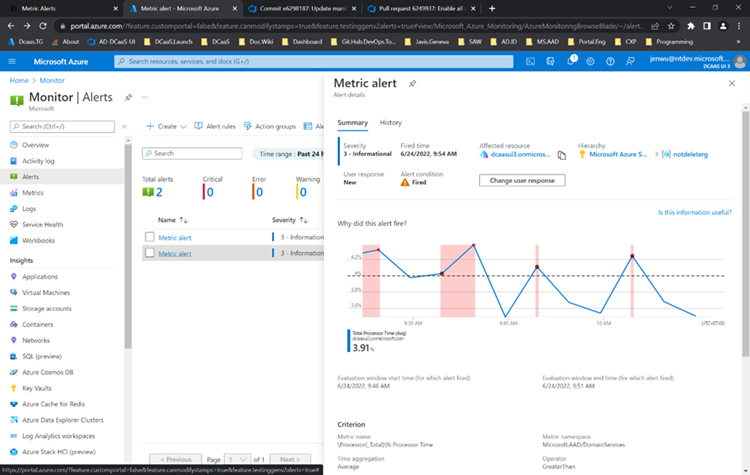 Metric Alerts
Metric alert - Microsoft Azure
Commit e6298187: Update mani
Pull request 6249937: Enable all
portal.azure.com/?feature.customportal=false&feature.canmodifystamps=true&feature.testinggenv2alerts=true#view/Microsoft_Azure_Monitoring/AzureMonitoringBrowseBlade/~/alert...
Dcaas.TG
AD-DCaaS-UI
DCaaS.Launch
DCaaS
Doc.Wiki
Dashboard
Git.Hub.DevOps.To...
Javis.Geneva
SAW
AD.ID
MS.AAD
Portal.Eng
CXP
Programming
Microsoft Azure
Search resources, services, and docs (G+/)
jenwu@ntdev.microsoft...
DCAAS UI 3
Home > Monitor
Monitor | Alerts
Microsoft
Search (Ctrl+/)
Overview
Activity log
Alerts
Metrics
Logs
Service Health
Workbooks
Insights
Applications
Virtual Machines
Storage accounts
Containers
Networks
SQL (preview)
Azure Cosmos DB
Key Vaults
Azure Cache for Redis
Azure Data Explorer Clusters
Log Analytics workspaces
Azure Stack HCI (preview)
Create
Alert rules
Action groups
Ale
Search
Time range : Past 24 h
Total alerts
2
Critical
0
Error
0
Warning
0
Name
Severity
Metric alert
3 - Information
Metric alert
3 - Information
< Previous
Page
1
of 1
Next >
https://portal.azure.com/?feature.customportal=false&feature.canmodifystamps=true&feature.testinggenv2alerts=true#
Metric alert
Alert details
Summary
History
Severity
3 - Informational
Fired time
6/24/2022, 9:54 AM
Affected resource
dcaasui3.onmicros...
Hierarchy
Microsoft Azure S... > notdeleterg
User response
New
Alert condition
Fired
Change user response
Is this information useful?
Why did this alert fire?
4.2%
4%
3.8%
3.6%
9:30 AM
9:45 AM
10 AM
UTC-07:00
Total Processor Time (Avg)
dcaasui3.onmicrosoft.com
3.91%
Evaluation window start time (for which alert fired)
6/24/2022, 9:46 AM
Evaluation window end time (for which alert fired)
6/24/2022, 9:51 AM
Criterion
Metric name
\Processor(_Total)\% Processor Time
Metric namespace
Microsoft.AAD/DomainServices
Time aggregation
Average
Operator
GreaterThan